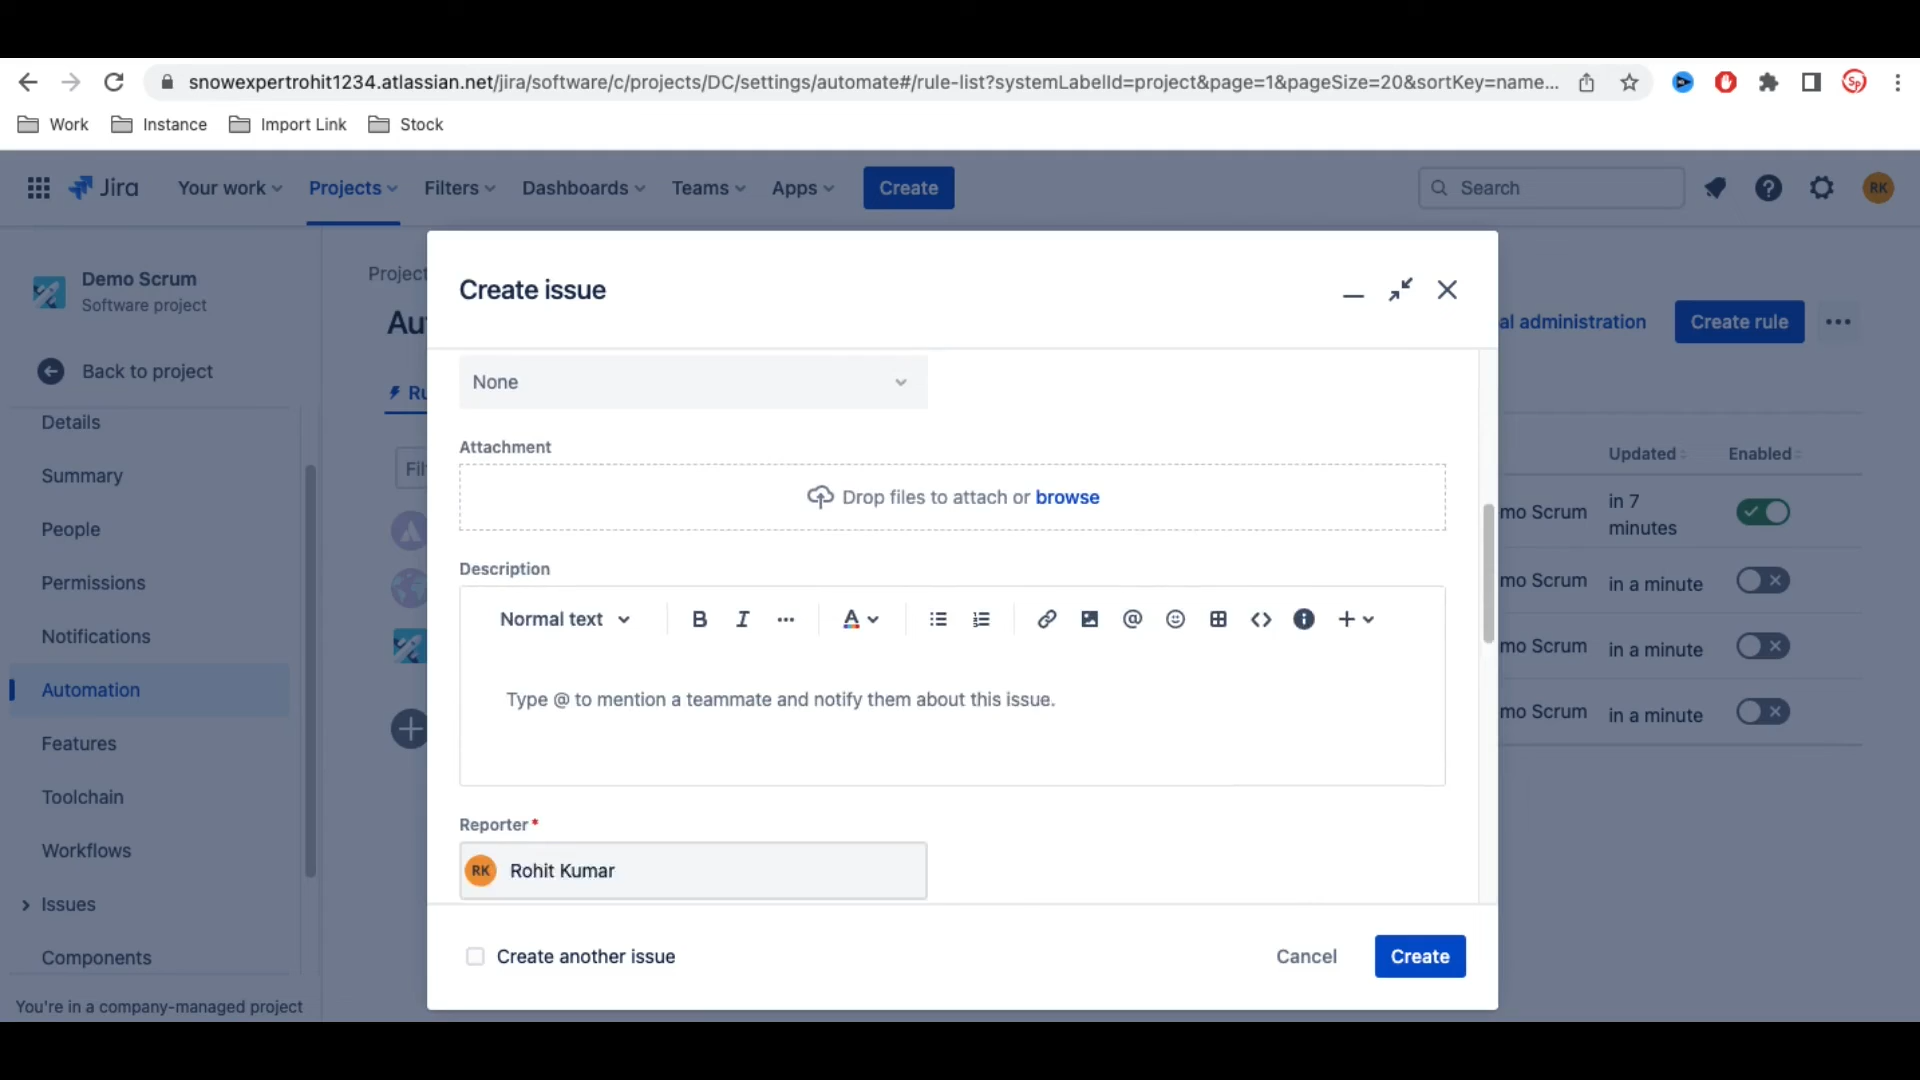 snowexpertrohit1234.atlassian.net/jira/software/c/projects/DC/settings/automate#/rule-list?systemLabelId=project&page=1&pageSize=20&sortKey=name...
Sp
Work Instance Import Link Stock
Jira Your work Projects Filters Dashboards Teams Apps Create Search RK
Demo Scrum
Software project
Back to project
Details
Summary
People
Permissions
Notifications
Automation
Features
Toolchain
Workflows
Issues
Components
You're in a company-managed project
Project
Au
Ru
Fil
al administration Create rule
Updated Enabled
mo Scrum in 7 minutes
mo Scrum in a minute
mo Scrum in a minute
mo Scrum in a minute
Create issue
None
Attachment
Drop files to attach or browse
Description
Normal text B I A @
Type @ to mention a teammate and notify them about this issue.
Reporter*
RK Rohit Kumar
Create another issue Cancel Create